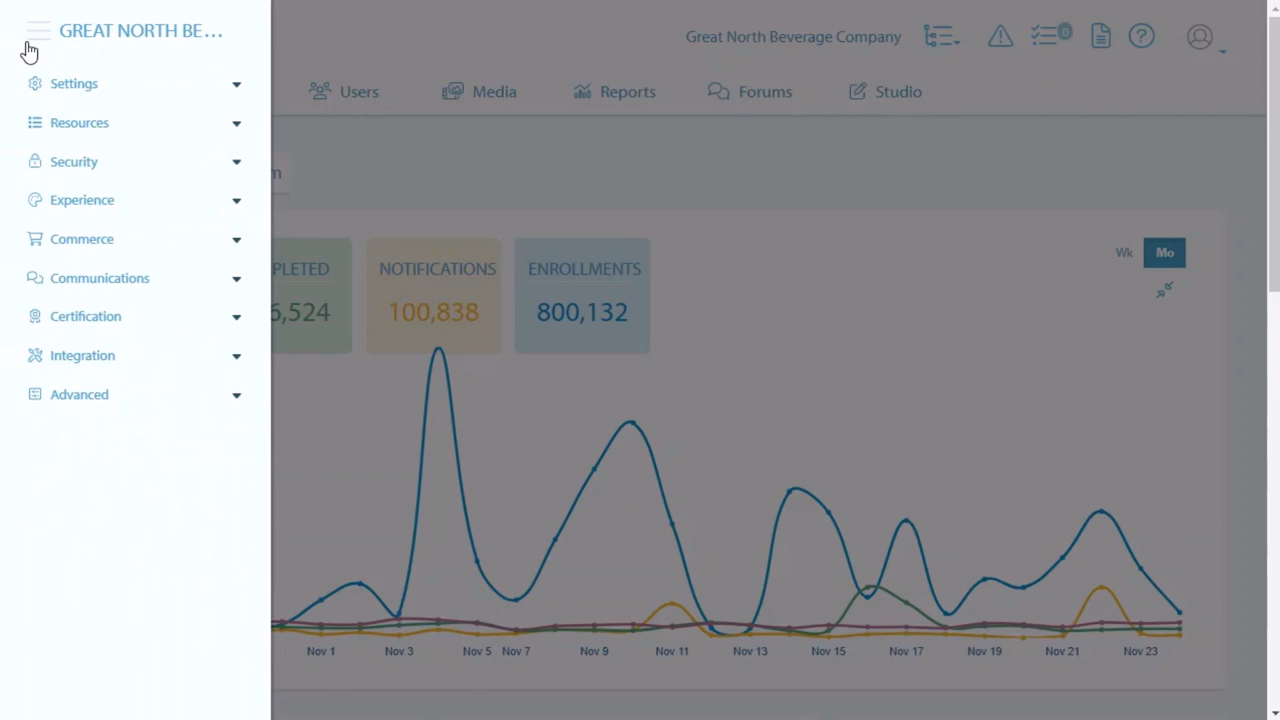 GREAT NORTH BE...
Great North Beverage Company
0
Settings
Resources
Security
Experience
Commerce
Communications
Certification
Integration
Advanced
Users
Media
Reports
Forums
Studio
m
PLETED
6,524
NOTIFICATIONS
100,838
ENROLLMENTS
800,132
Wk
Mo
Nov 1 Nov 3 Nov 5 Nov 7 Nov 9 Nov 11 Nov 13 Nov 15 Nov 17 Nov 19 Nov 21 Nov 23